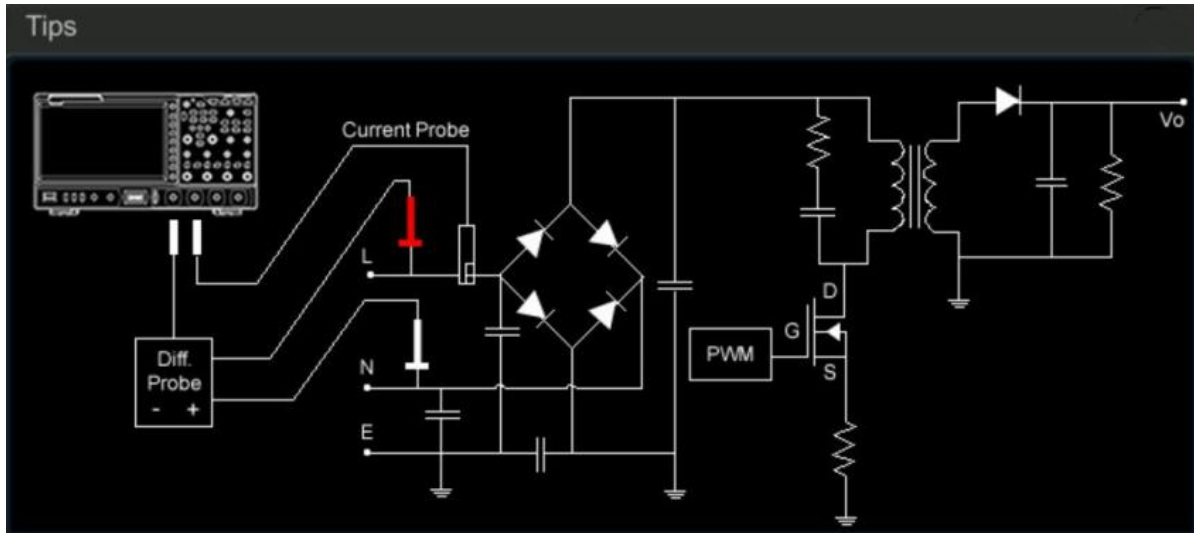 Tips
Current Probe
Vo
L
D
G
PWM
S
Diff.
Probe
- +
N
E